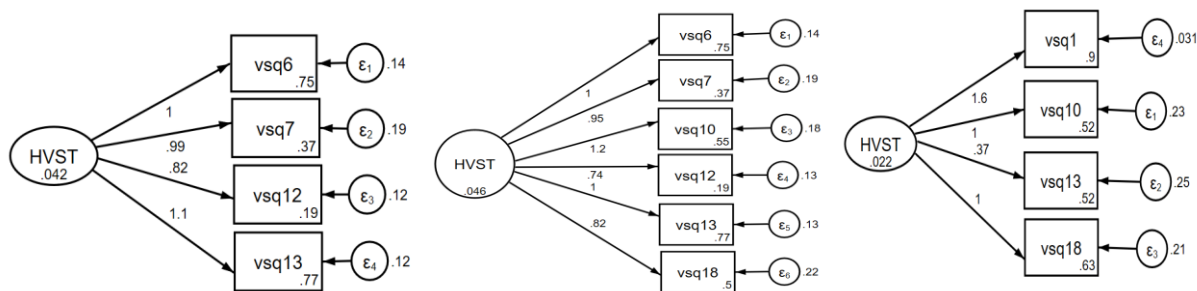 vsq6
.75
ε1 .14
1
vsq7
.37
ε2 .19
.99
HVST
.042
.82
vsq12
.19
ε3 .12
1.1
vsq13
.77
ε4 .12
vsq6
.75
ε1 .14
1
vsq7
.37
ε2 .19
.95
vsq10
.55
ε3 .18
1.2
HVST
.046
.74
vsq12
.19
ε4 .13
1
vsq13
.77
ε5 .13
.82
vsq18
.5
ε6 .22
vsq1
.9
ε4 .031
1.6
vsq10
.52
ε1 .23
HVST
.022
1
.37
vsq13
.52
ε2 .25
1
vsq18
.63
ε3 .21